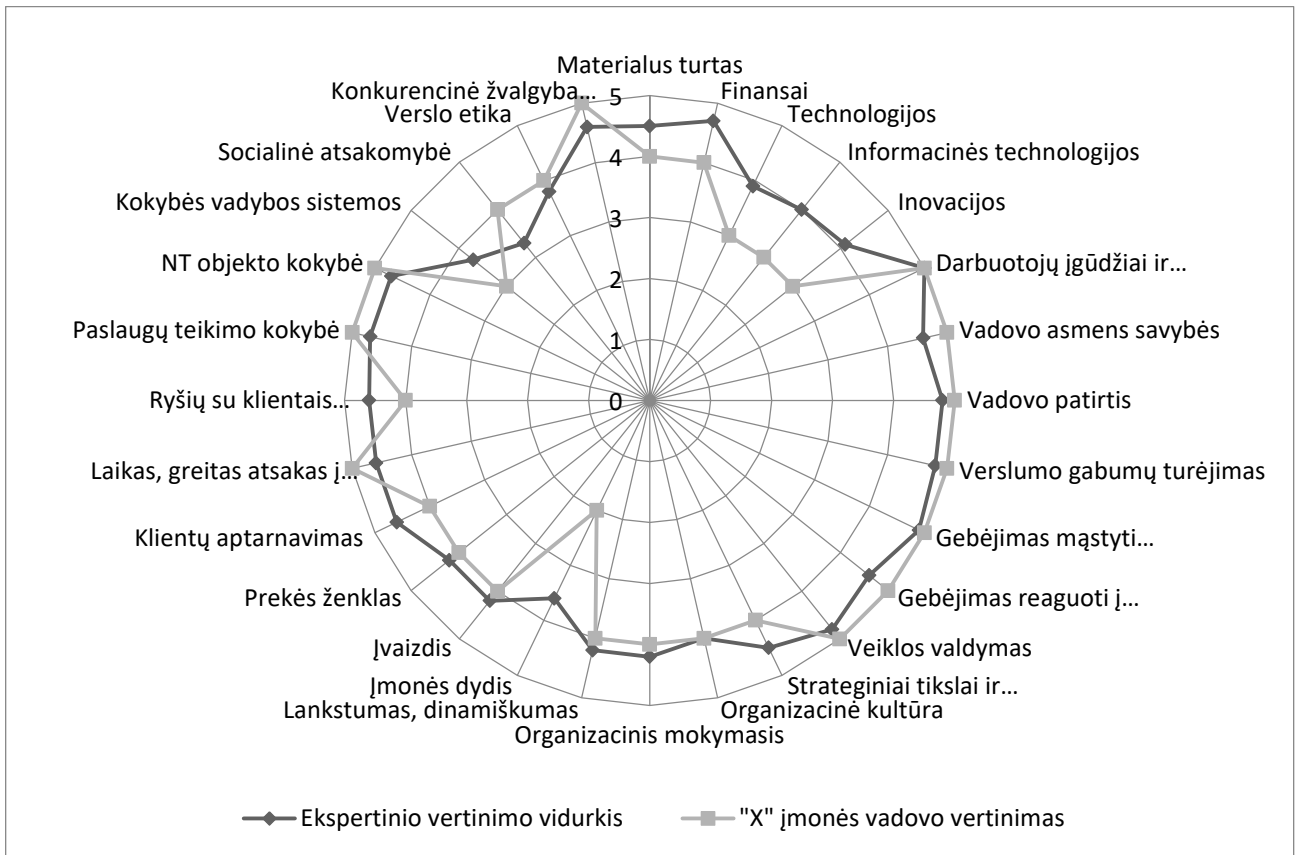 Materialus turtas
Finansai
Technologijos
Informacinės technologijos
Inovacijos
Darbuotojų įgūdžiai ir...
Vadovo asmens savybės
Vadovo patirtis
Verslumo gabumų turėjimas
Gebėjimas mąstyti...
Gebėjimas reaguoti į...
Veiklos valdymas
Strateginiai tikslai ir...
Organizacinė kultūra
Organizacinis mokymasis
Lankstumas, dinamiškumas
Įmonės dydis
Įvaizdis
Prekės ženklas
Klientų aptarnavimas
Laikas, greitas atsakas į...
Ryšių su klientais...
Paslaugų teikimo kokybė
NT objekto kokybė
Kokybės vadybos sistemos
Socialinė atsakomybė
Verslo etika
Konkurencinė žvalgyba...
5
4
3
2
1
0
Ekspertinio vertinimo vidurkis
"X" įmonės vadovo vertinimas